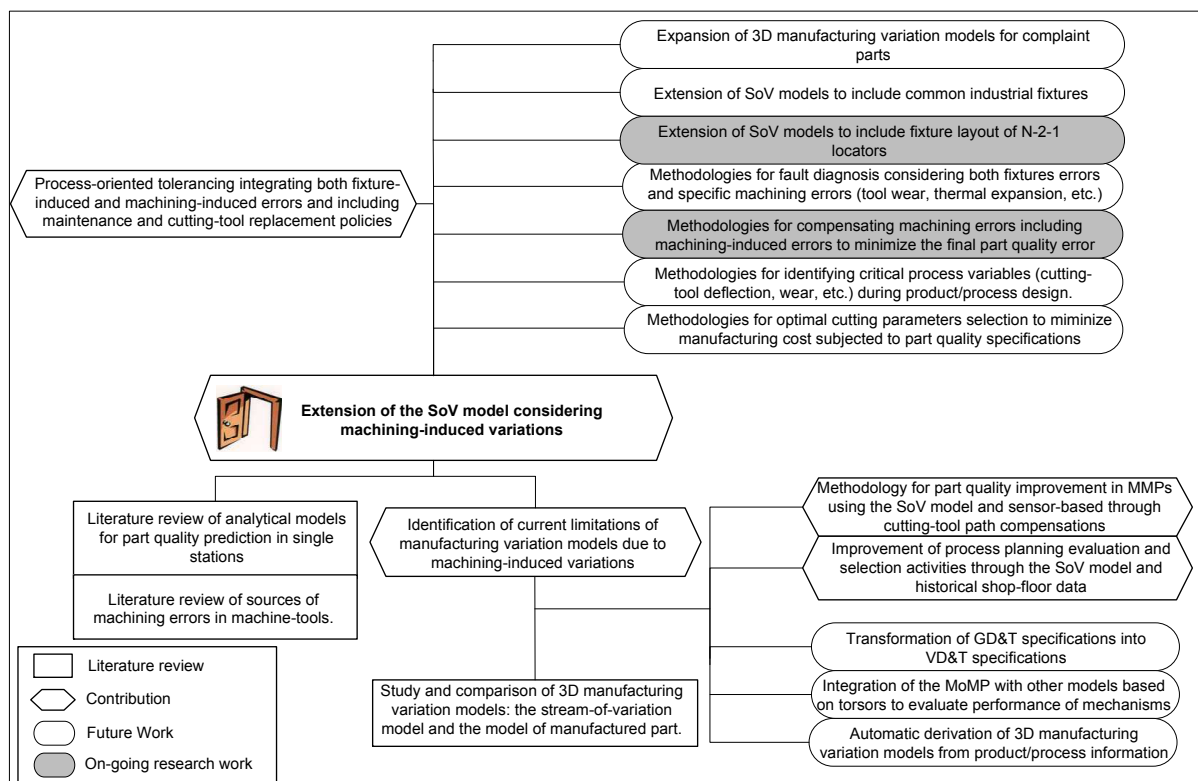 Expansion of 3D manufacturing variation models for complaint
parts
Extension of SoV models to include common industrial fixtures
Extension of SoV models to include fixture layout of N-2-1
locators
Process-oriented tolerancing integrating both fixture-
induced and machining-induced errors and including
maintenance and cutting-tool replacement policies
Methodologies for fault diagnosis considering both fixtures errors
and specific machining errors (tool wear, thermal expansion, etc.)
Methodologies for compensating machining errors including
machining-induced errors to minimize the final part quality error
Methodologies for identifying critical process variables (cutting-
tool deflection, wear, etc.) during product/process design.
Methodologies for optimal cutting parameters selection to miminize
manufacturing cost subjected to part quality specifications
Extension of the SoV model considering
machining-induced variations
Literature review of analytical models
for part quality prediction in single
stations
Literature review of sources of
machining errors in machine-tools.
Identification of current limitations of
manufacturing variation models due to
machining-induced variations
Methodology for part quality improvement in MMPs
using the SoV model and sensor-based through
cutting-tool path compensations
Improvement of process planning evaluation and
selection activities through the SoV model and
historical shop-floor data
Study and comparison of 3D manufacturing
variation models: the stream-of-variation
model and the model of manufactured part.
Transformation of GD&T specifications into
VD&T specifications
Integration of the MoMP with other models based
on torsors to evaluate performance of mechanisms
Automatic derivation of 3D manufacturing
variation models from product/process information
Literature review
Contribution
Future Work
On-going research work